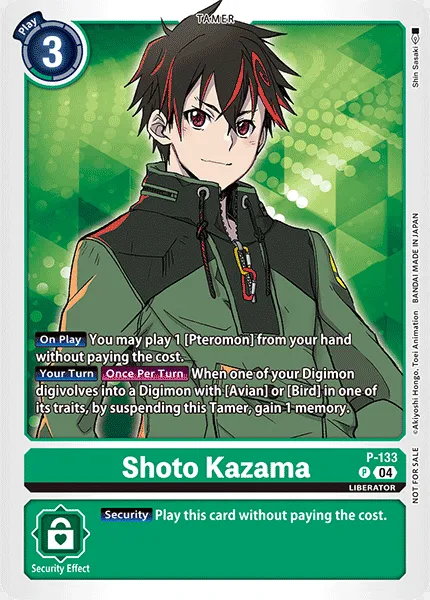 TAMER
Play
3
Shin Sasaki
On Play You may play 1 [Pteromon] from your hand
without paying the cost.
Your Turn Once Per Turn When one of your Digimon
digivolves into a Digimon with [Avian] or [Bird] in one of
its traits, by suspending this Tamer, gain 1 memory.
©Akiyoshi Hongo, Toei Animation BANDAI MADE IN JAPAN
NOT FOR SALE
Shoto Kazama
P-133
P 04
LIBERATOR
Security Play this card without paying the cost.
Security Effect